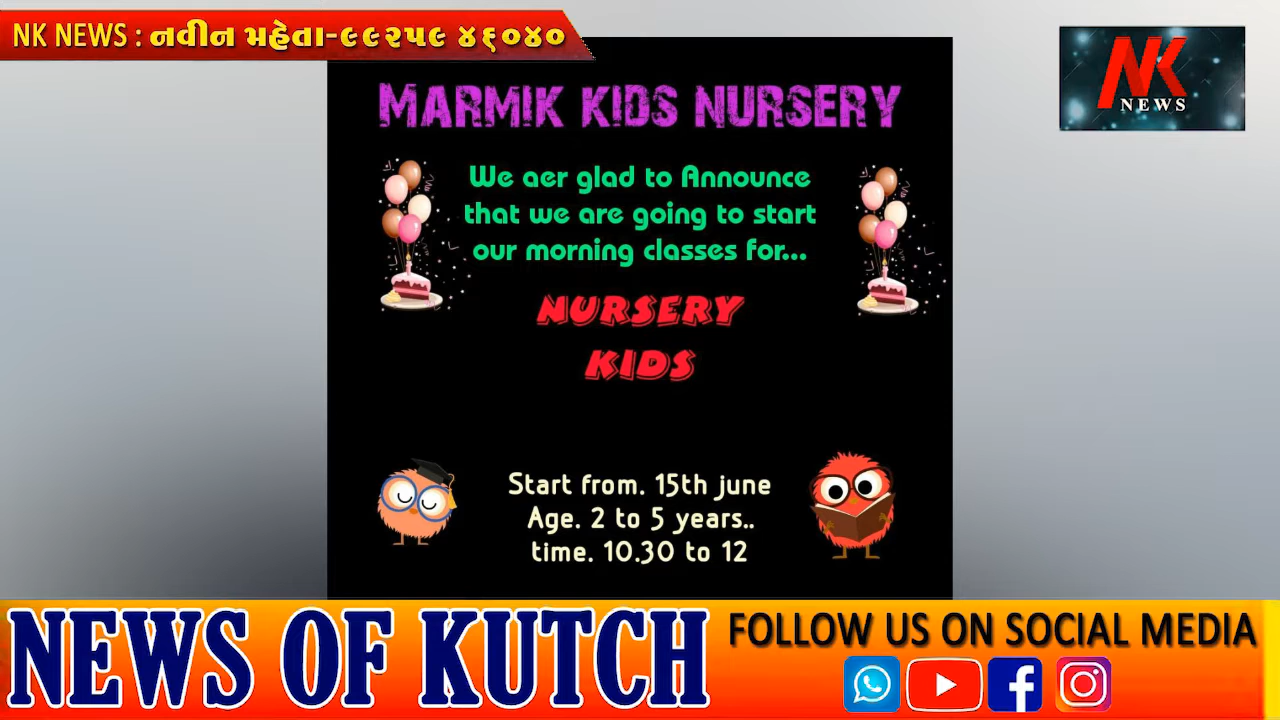 NK NEWS : નવીન મહેતા-૯૯૨૫૯ ૪૬૦૪૦
NK
NEWS
MARMIK KIDS NURSERY
We aer glad to Announce
that we are going to start
our morning classes for...
NURSERY
KIDS
Start from. 15th june
Age. 2 to 5 years..
time. 10.30 to 12
NEWS OF KUTCH
FOLLOW US ON SOCIAL MEDIA